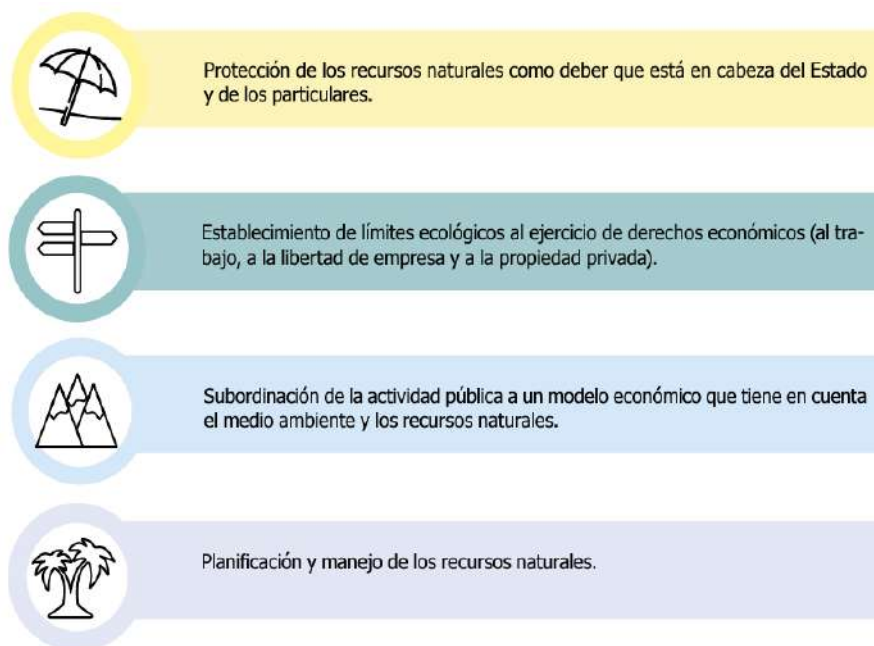 Protección de los recursos naturales como deber que está en cabeza del Estado
y de los particulares.
Establecimiento de límites ecológicos al ejercicio de derechos económicos (al tra-
bajo, a la libertad de empresa y a la propiedad privada).
Subordinación de la actividad pública a un modelo económico que tiene en cuenta
el medio ambiente y los recursos naturales.
Planificación y manejo de los recursos naturales.